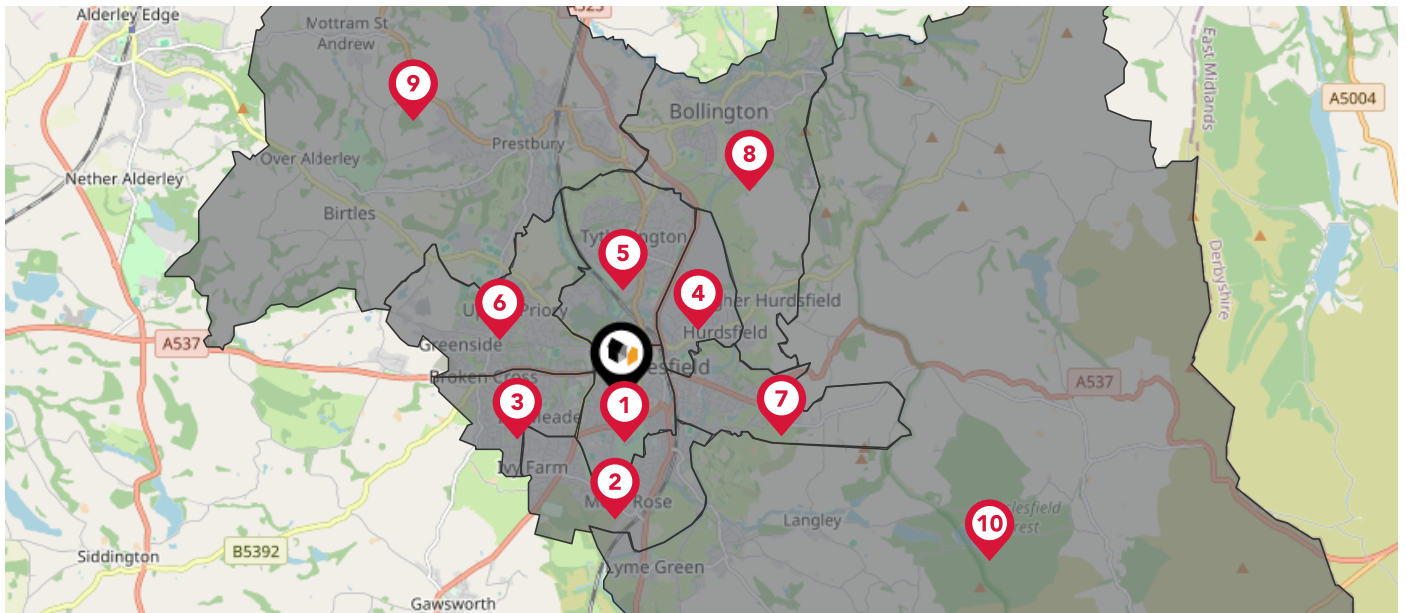 Alderley Edge
A523
Mottram St
Andrew
9
East Midlands
A5004
Bollington
Prestbury
8
Over Alderley
Nether Alderley
Birtles
5
Derbyshire
4
6
Hurdsfield
Hurdsfield
A537
Greenside
Broken Cross
A537
7
3
1
Ivy Farm
2
Rose
10
Langley
B5392
Siddington
Lyme Green
Gawsworth